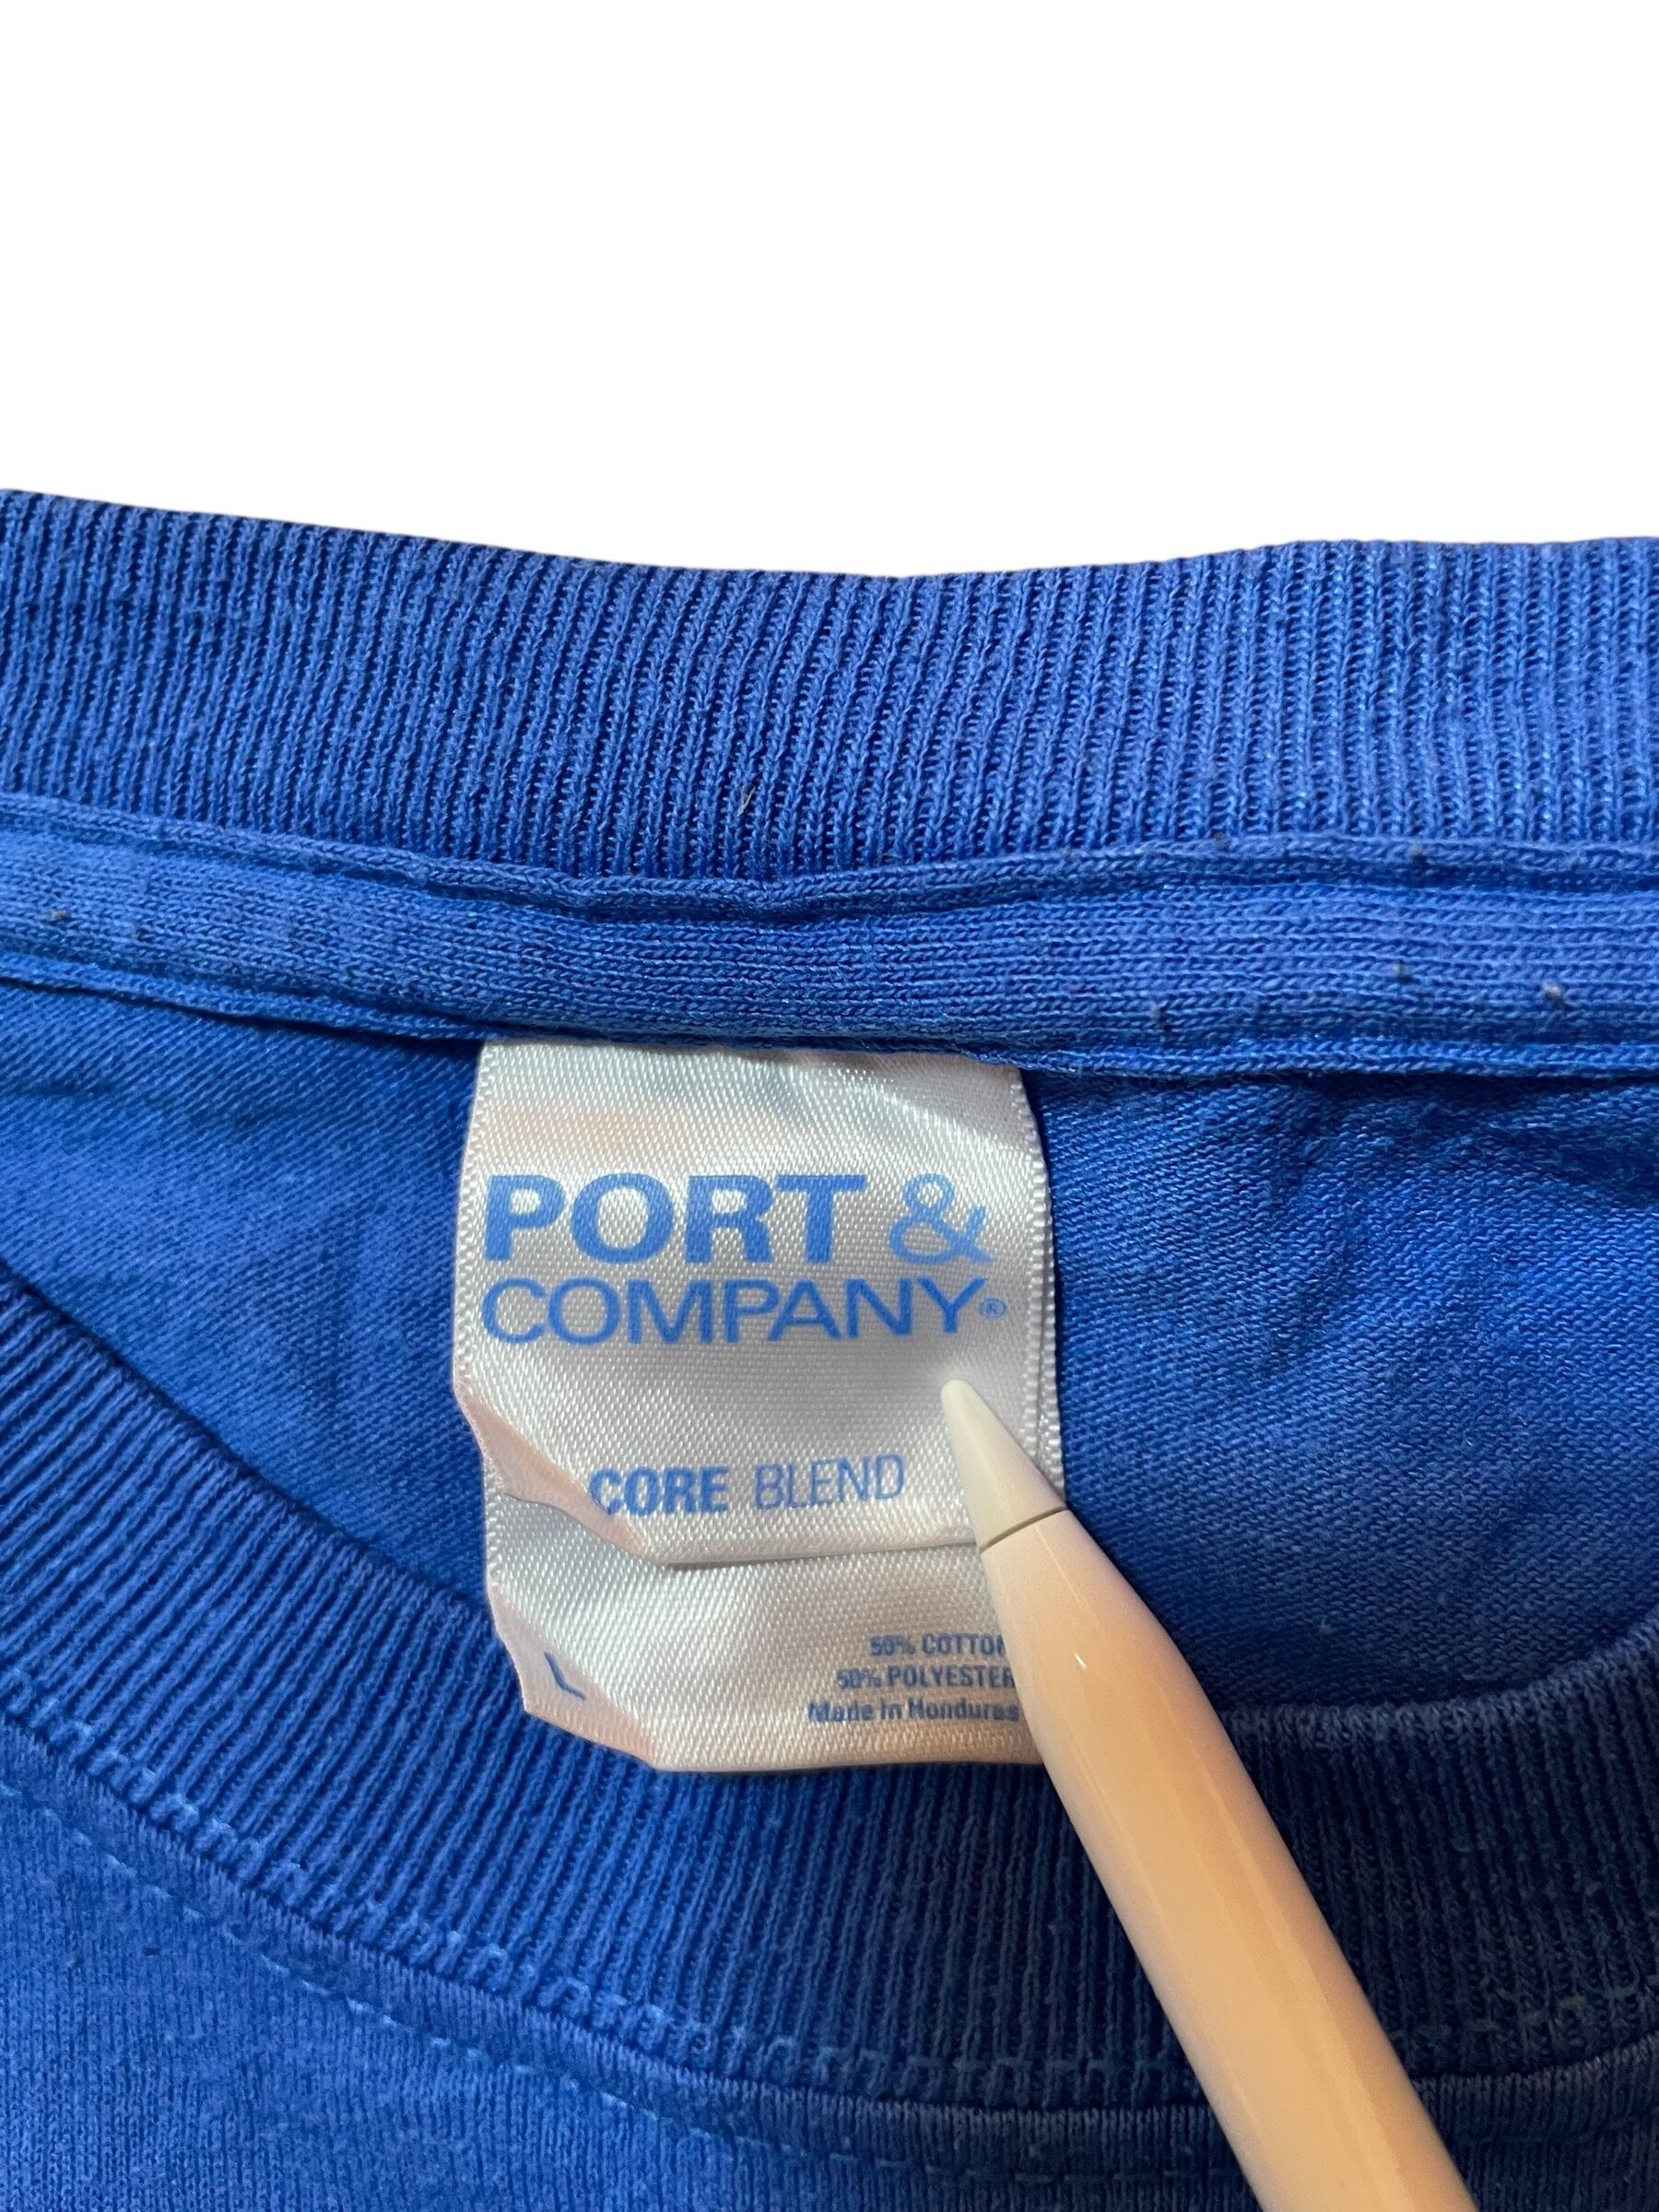 PORT &
COMPANY®
CORE BLEND
L
50% COTTON
50% POLYESTER
Made in Honduras